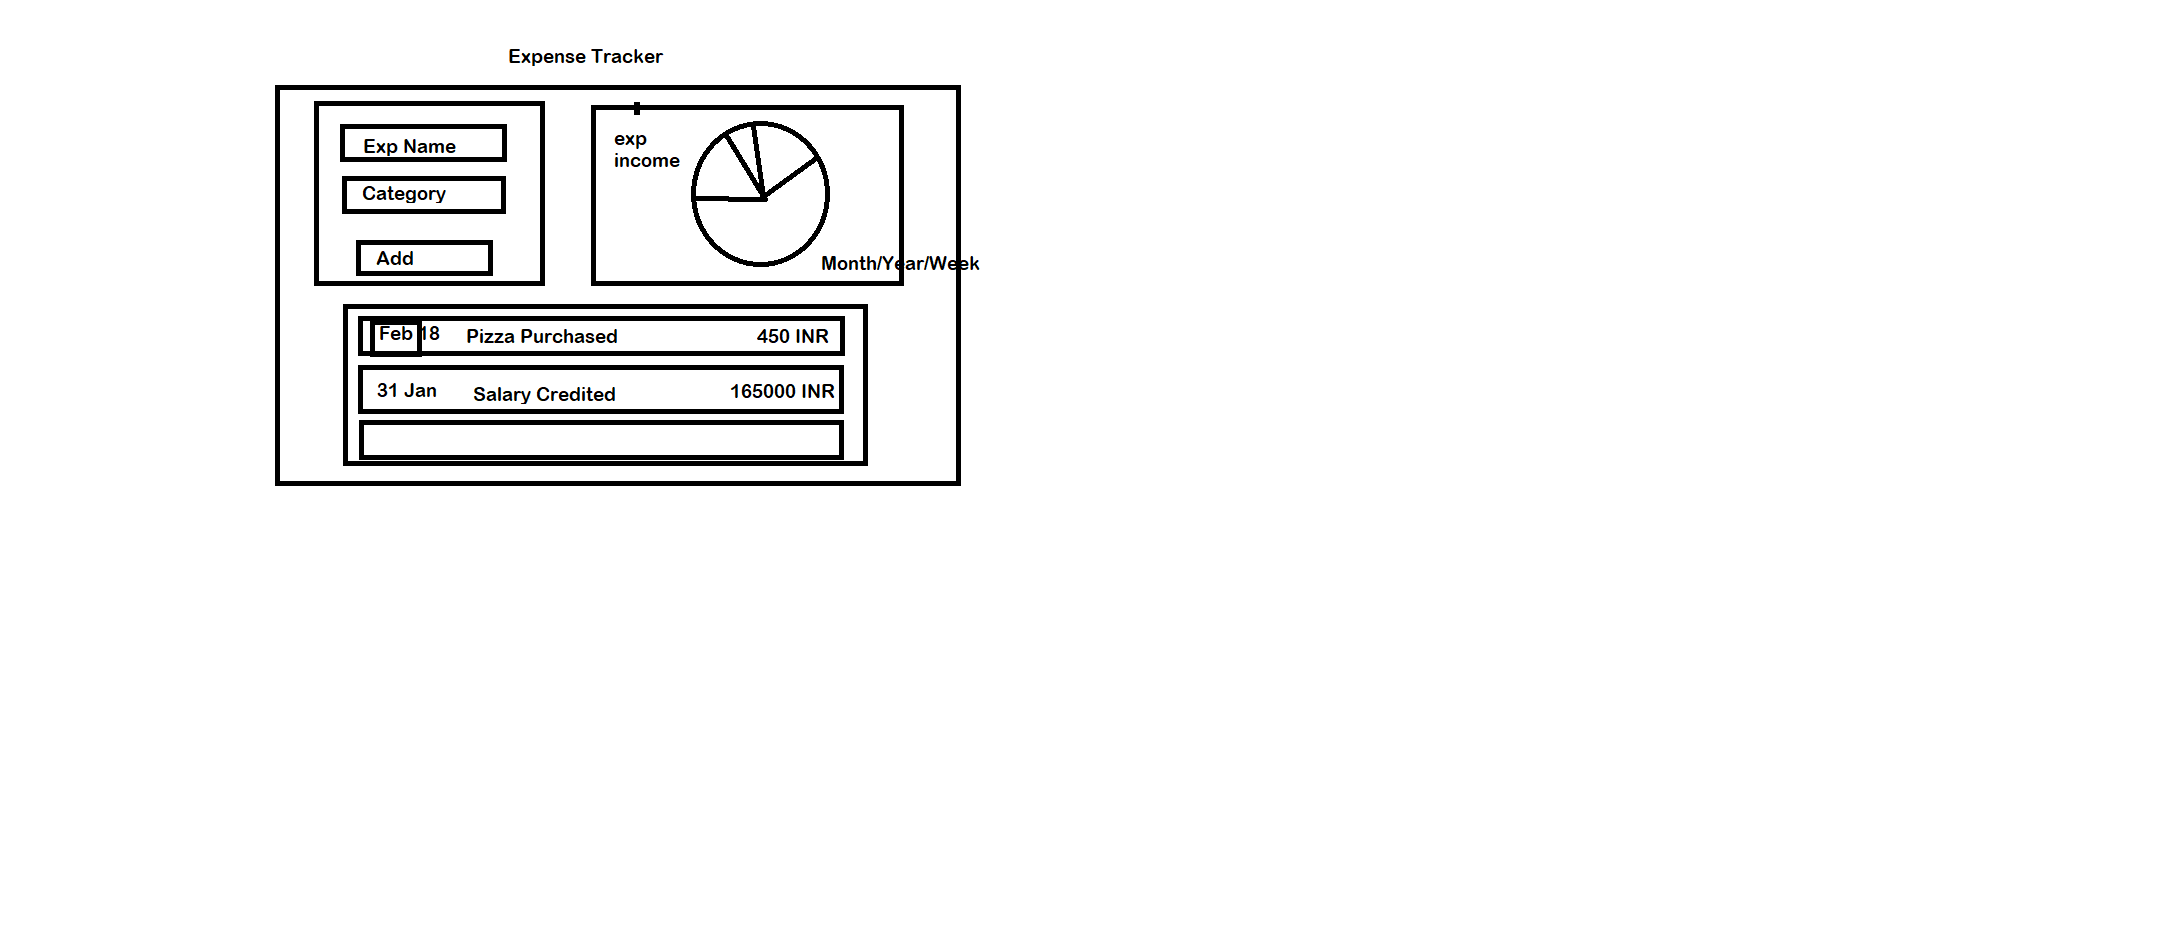 Expense Tracker
Exp Name
Category
Add
exp
income
Month/Year/Week
Feb 18 Pizza Purchased 450 INR
31 Jan Salary Credited 165000 INR